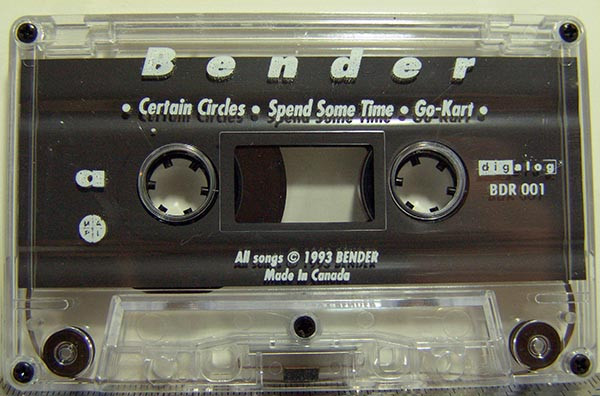 Bender
• Certain Circles • Spend Some Time • Go-Kart •
a
digalog
BDR 001
All songs © 1993 BENDER
Made In Canada